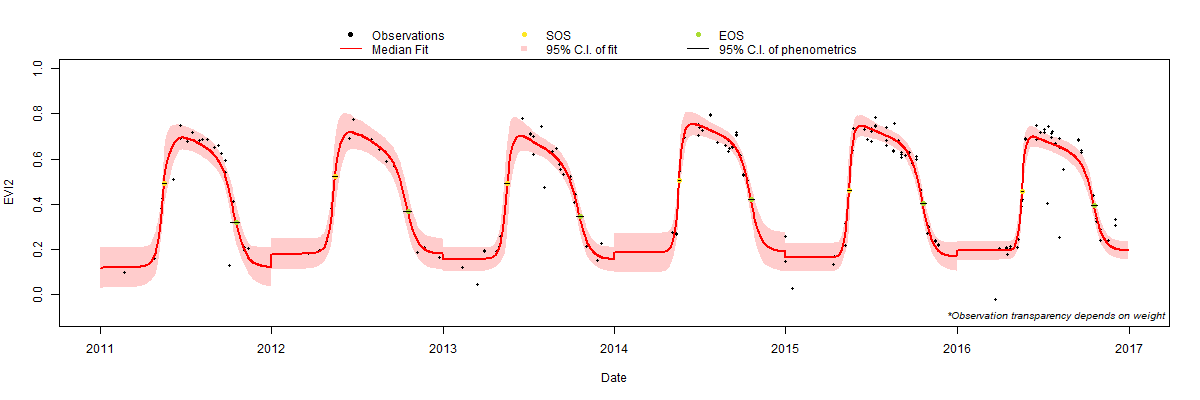 Observations SOS EOS
Median Fit 95% C.I. of fit 95% C.I. of phenometrics
1.0
0.8
0.6
0.4
0.2
0.0
EVI2
*Observation transparency depends on weight
2011 2012 2013 2014 2015 2016 2017
Date